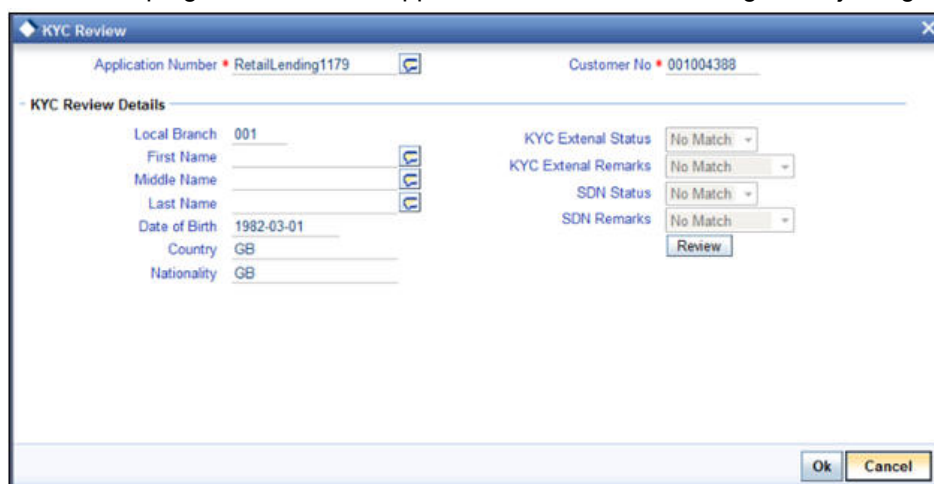 KYC Review
Application Number * RetailLending1179
Customer No * 001004388
KYC Review Details
Local Branch 001
First Name
Middle Name
Last Name
Date of Birth 1982-03-01
Country GB
Nationality GB
KYC Extenal Status No Match
KYC Extenal Remarks No Match
SDN Status No Match
SDN Remarks No Match
Review
Ok Cancel